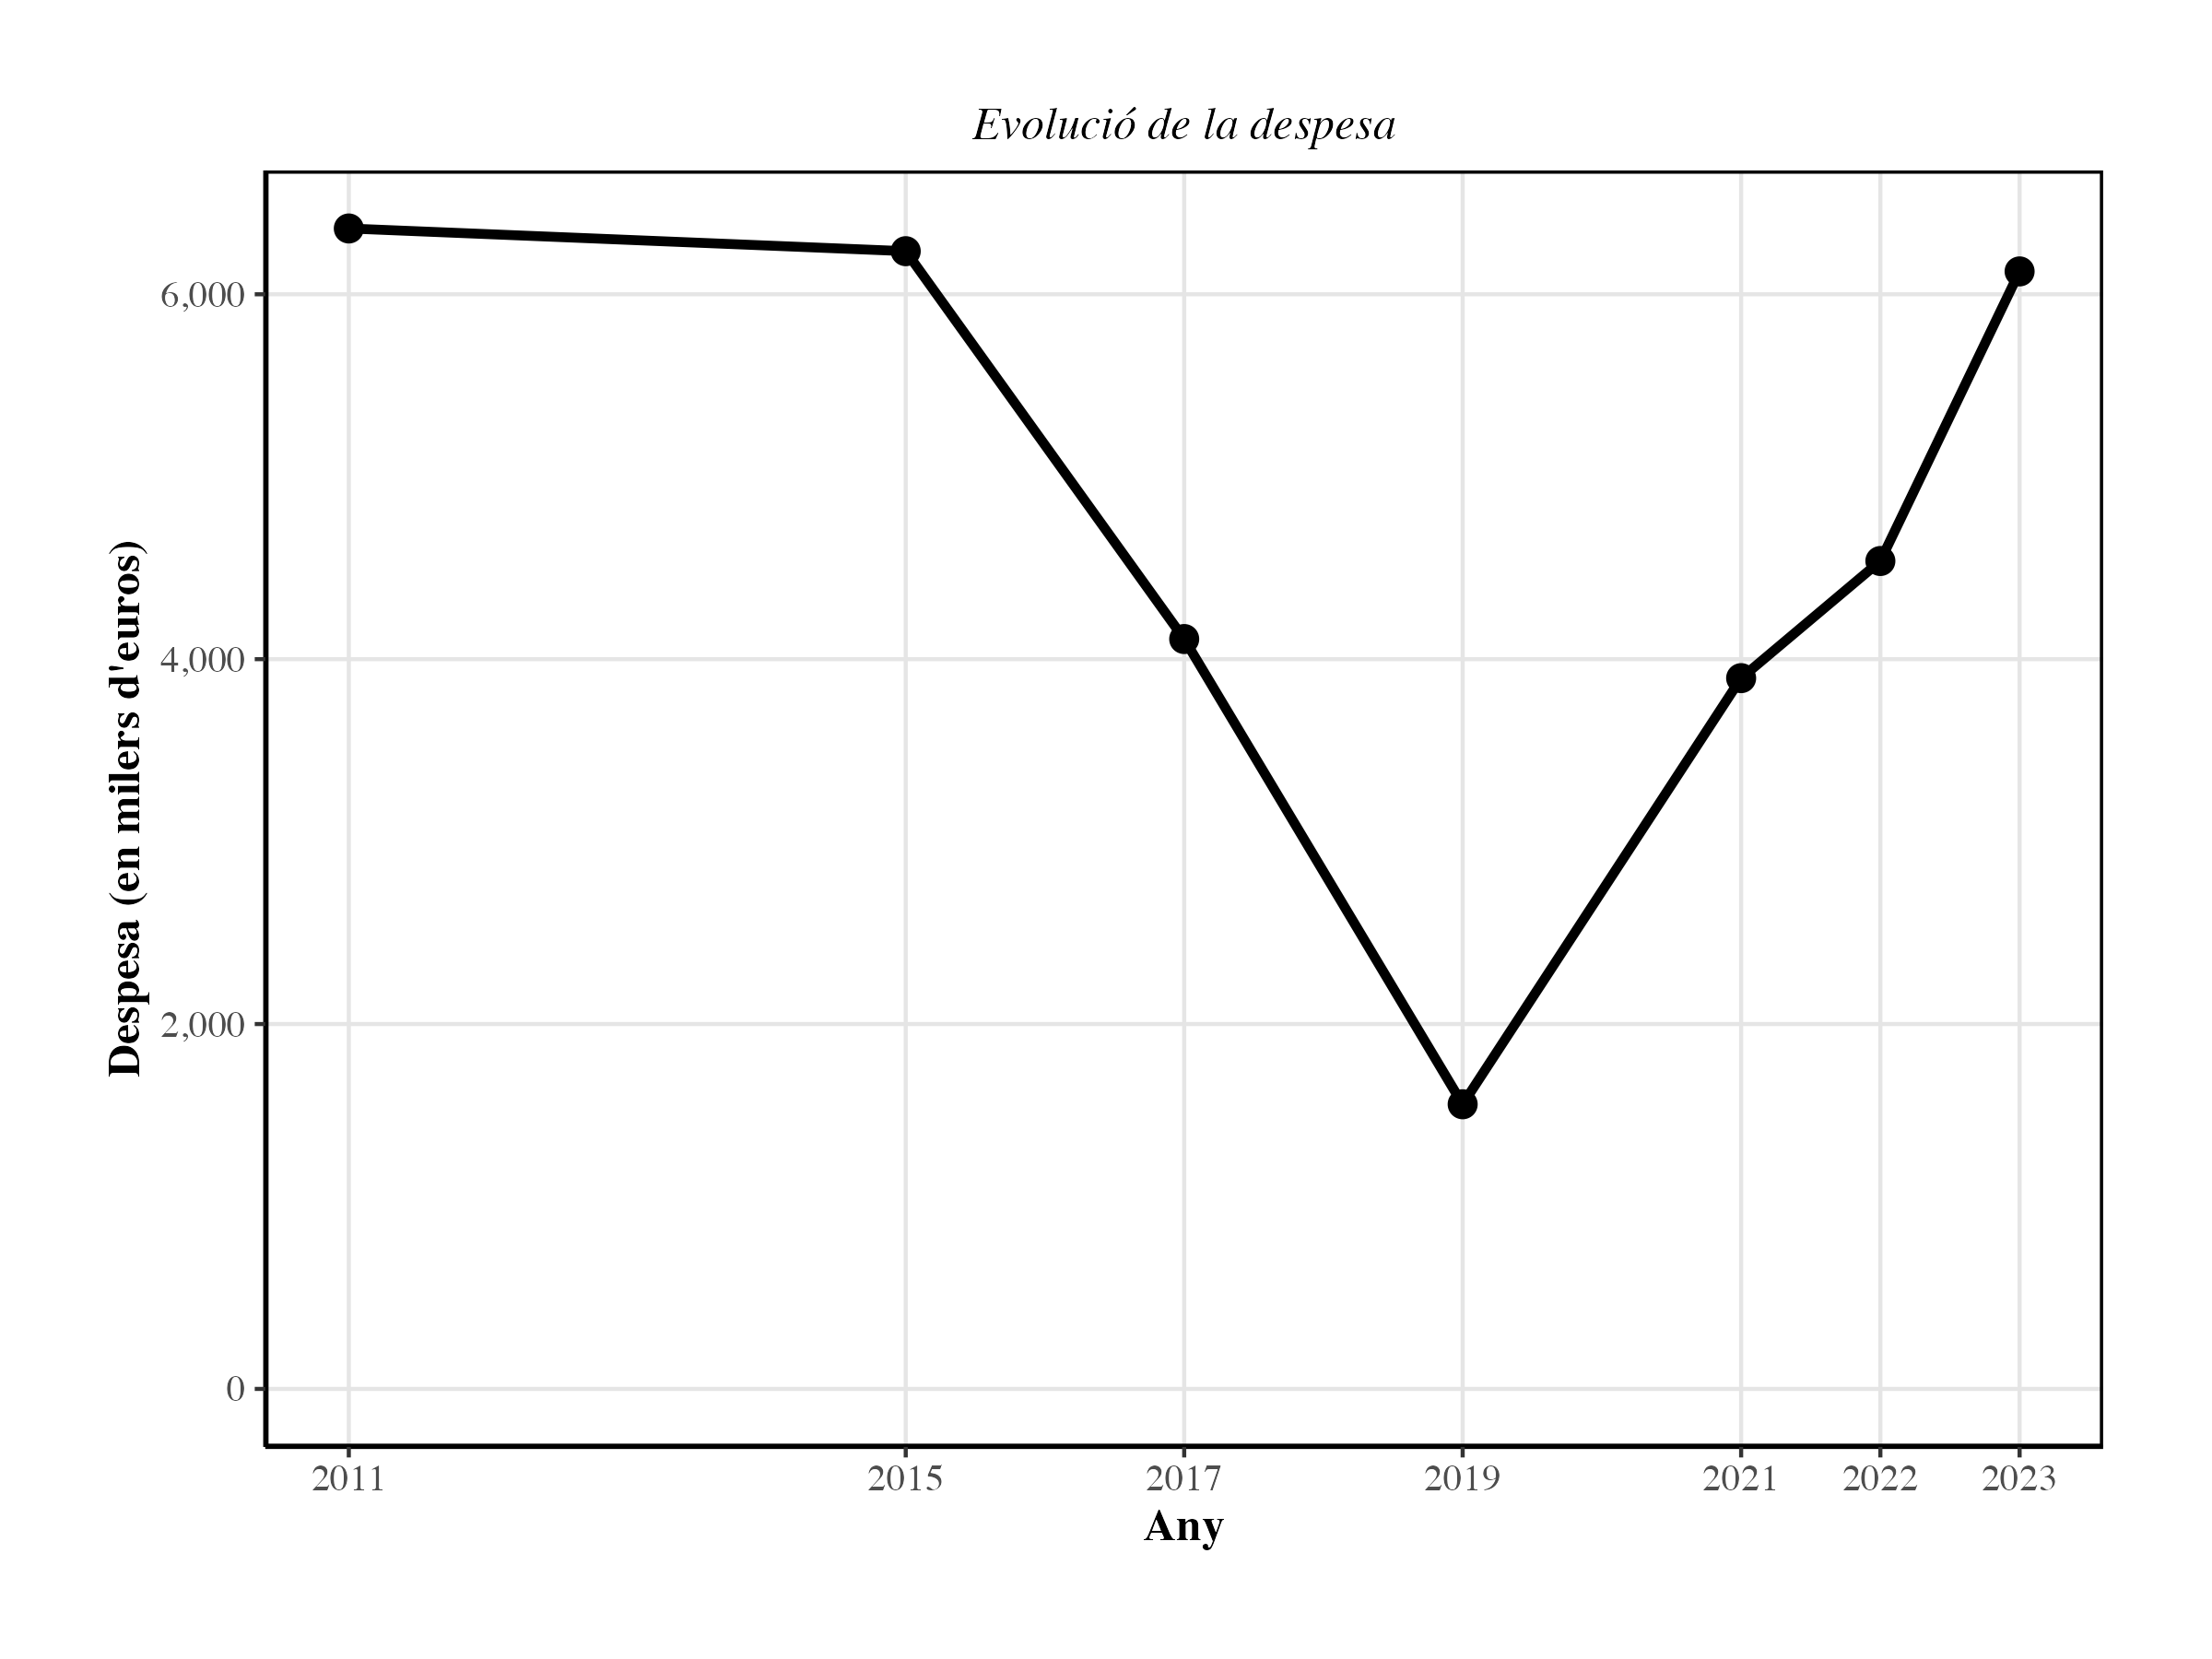 Evolució de la despesa
Despesa (en milers d'euros)
6,000
4,000
2,000
0
2011 2015 2017 2019 2021 2022 2023
Any